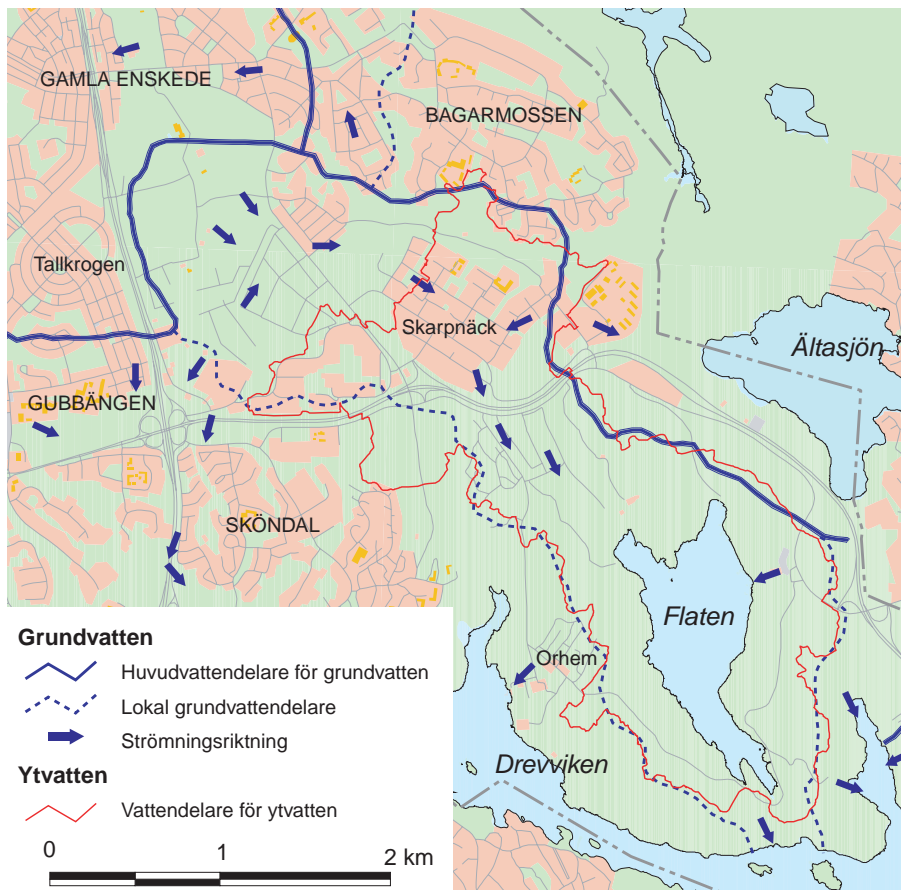 GAMLA ENSKEDE
BAGARMOSSEN
Tallkrogen
Skarpnäck
Ältasjön
GUBBÄNGEN
SKÖNDAL
Flaten
Orhem
Drevviken
Grundvatten
Huvudvattendelare för grundvatten
Lokal grundvattendelare
Strömningsriktning
Ytvatten
Vattendelare för ytvatten
0 1 2 km